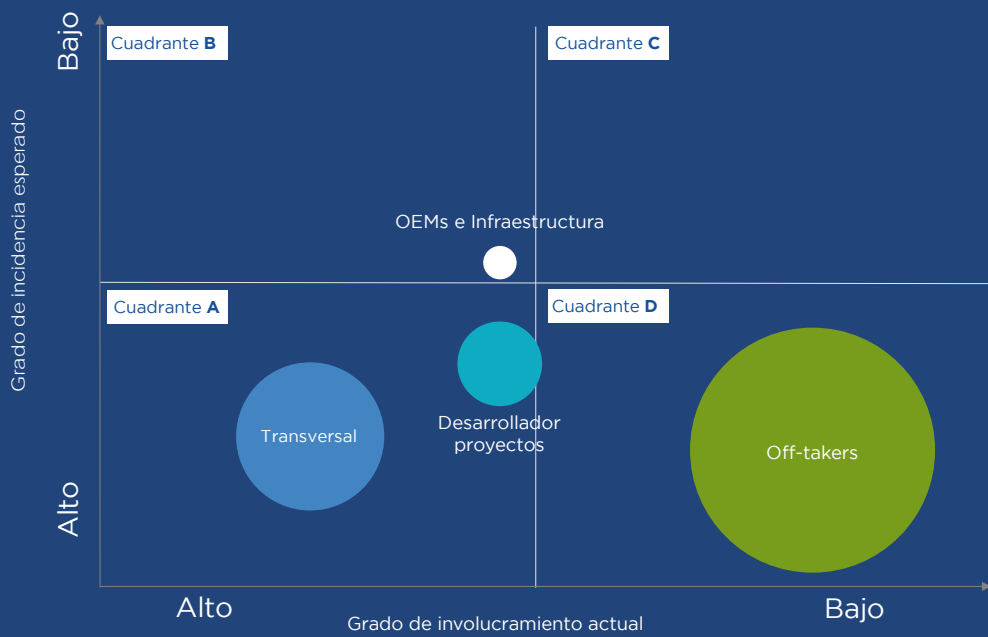 Bajo
Cuadrante B
Cuadrante C
Grado de incidencia esperado
OEMs e Infraestructura
Cuadrante A
Cuadrante D
Transversal
Desarrollador
proyectos
Off-takers
Alto
Alto
Bajo
Grado de involucramiento actual